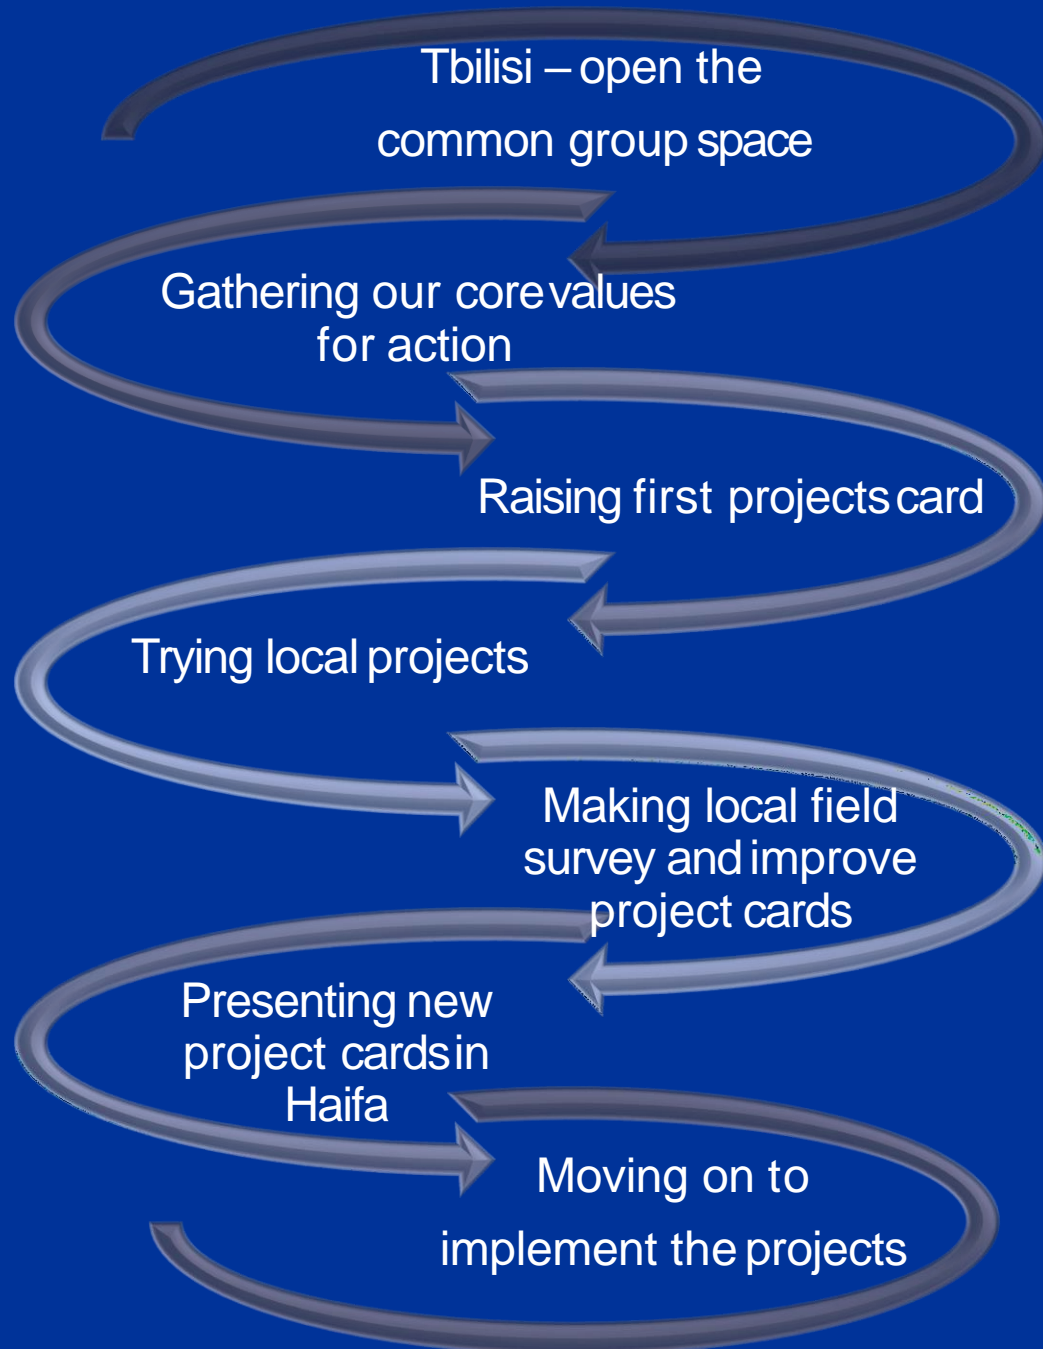 Tbilisi – open the
common group space
Gathering our core values
for action
Raising first projects card
Trying local projects
Making local field
survey and improve
project cards
Presenting new
project cards in
Haifa
Moving on to
implement the projects